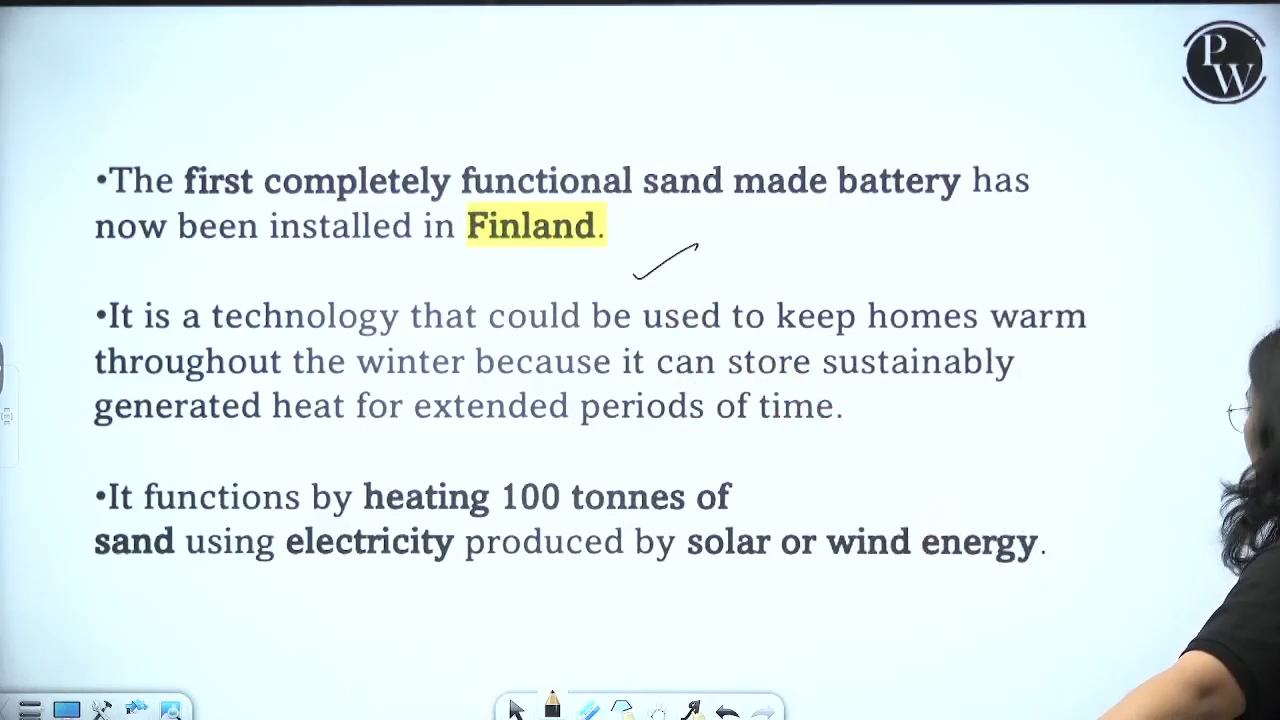 P
W
•The first completely functional sand made battery has
now been installed in Finland.
•It is a technology that could be used to keep homes warm
throughout the winter because it can store sustainably
generated heat for extended periods of time.
•It functions by heating 100 tonnes of
sand using electricity produced by solar or wind energy.